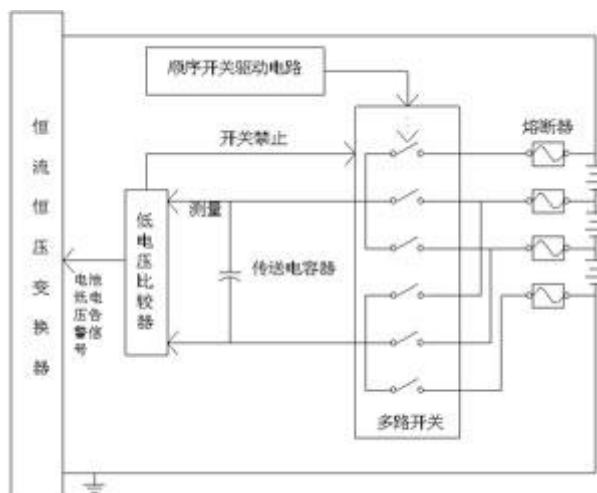 恒流恒压变换器
顺序开关驱动电路
开关禁止
熔断器
测量
低电压比较器
传送电容器
电池
低电
压告
警信
号
多路开关